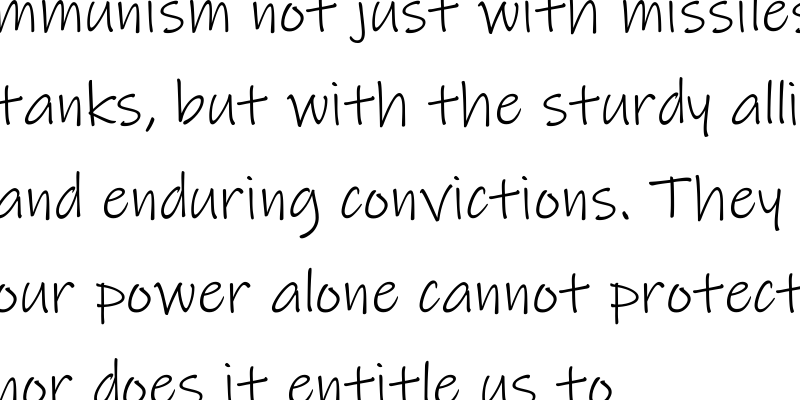 mmunism not just with missiles
tanks, but with the sturdy alli
and enduring convictions. They
our power alone cannot protect
nor does it entitle us to